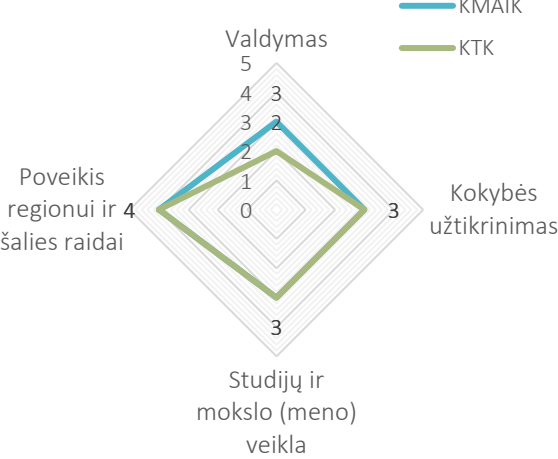 KMAIK
KTK
Valdymas
5
4
3
2
1
0
3
2
3
3
4
Kokybės
užtikrinimas
Studijų ir
mokslo (meno)
veikla
Poveikis
regionui ir
šalies raidai